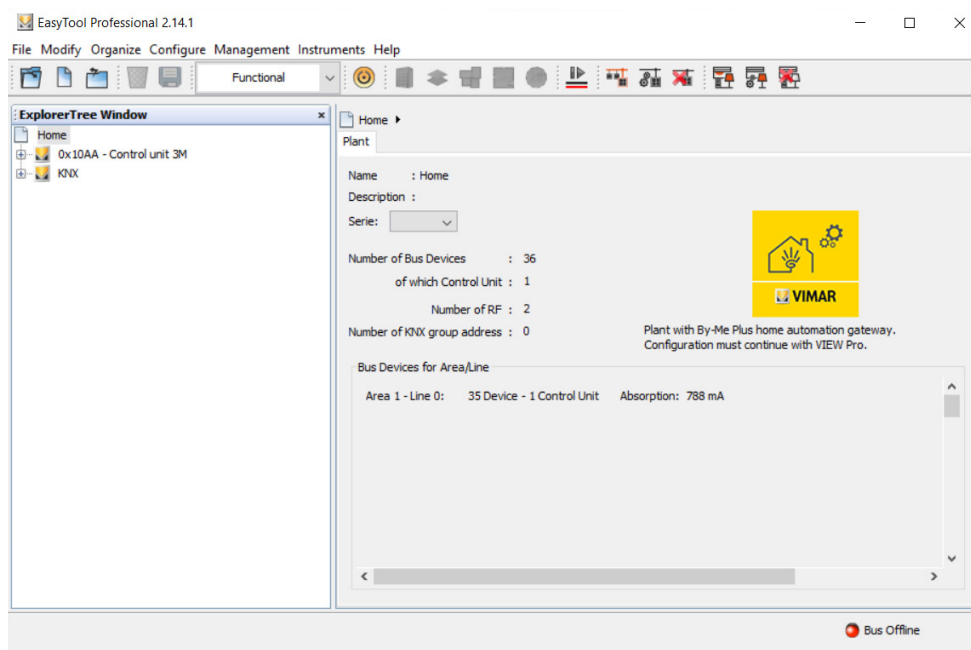 EasyTool Professional 2.14.1
File Modify Organize Configure Management Instruments Help
Functional
ExplorerTree Window
Home
0x10AA - Control unit 3M
KNX
Home
Plant
Name : Home
Description :
Serie:
Number of Bus Devices : 36
of which Control Unit : 1
Number of RF : 2
Number of KNX group address : 0
VIMAR
Plant with By-Me Plus home automation gateway.
Configuration must continue with VIEW Pro.
Bus Devices for Area/Line
Area 1 - Line 0: 35 Device - 1 Control Unit Absorption: 788 mA
Bus Offline